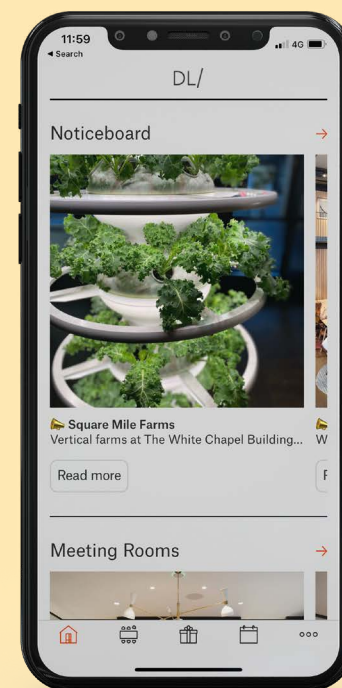 11:59
4G
◀ Search
DL/
Noticeboard →
📣 Square Mile Farms
Vertical farms at The White Chapel Building...
W
Read more
F
Meeting Rooms →